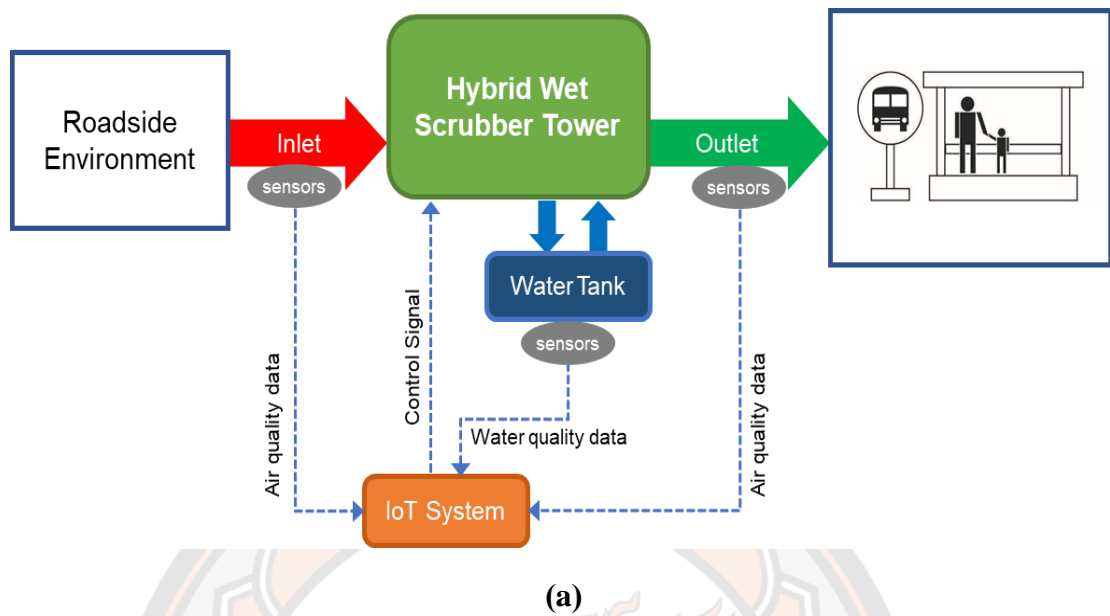 Roadside
Environment
Inlet
sensors
Hybrid Wet
Scrubber Tower
Outlet
sensors
Water Tank
sensors
Air quality data
Control Signal
Water quality data
Air quality data
IoT System
(a)